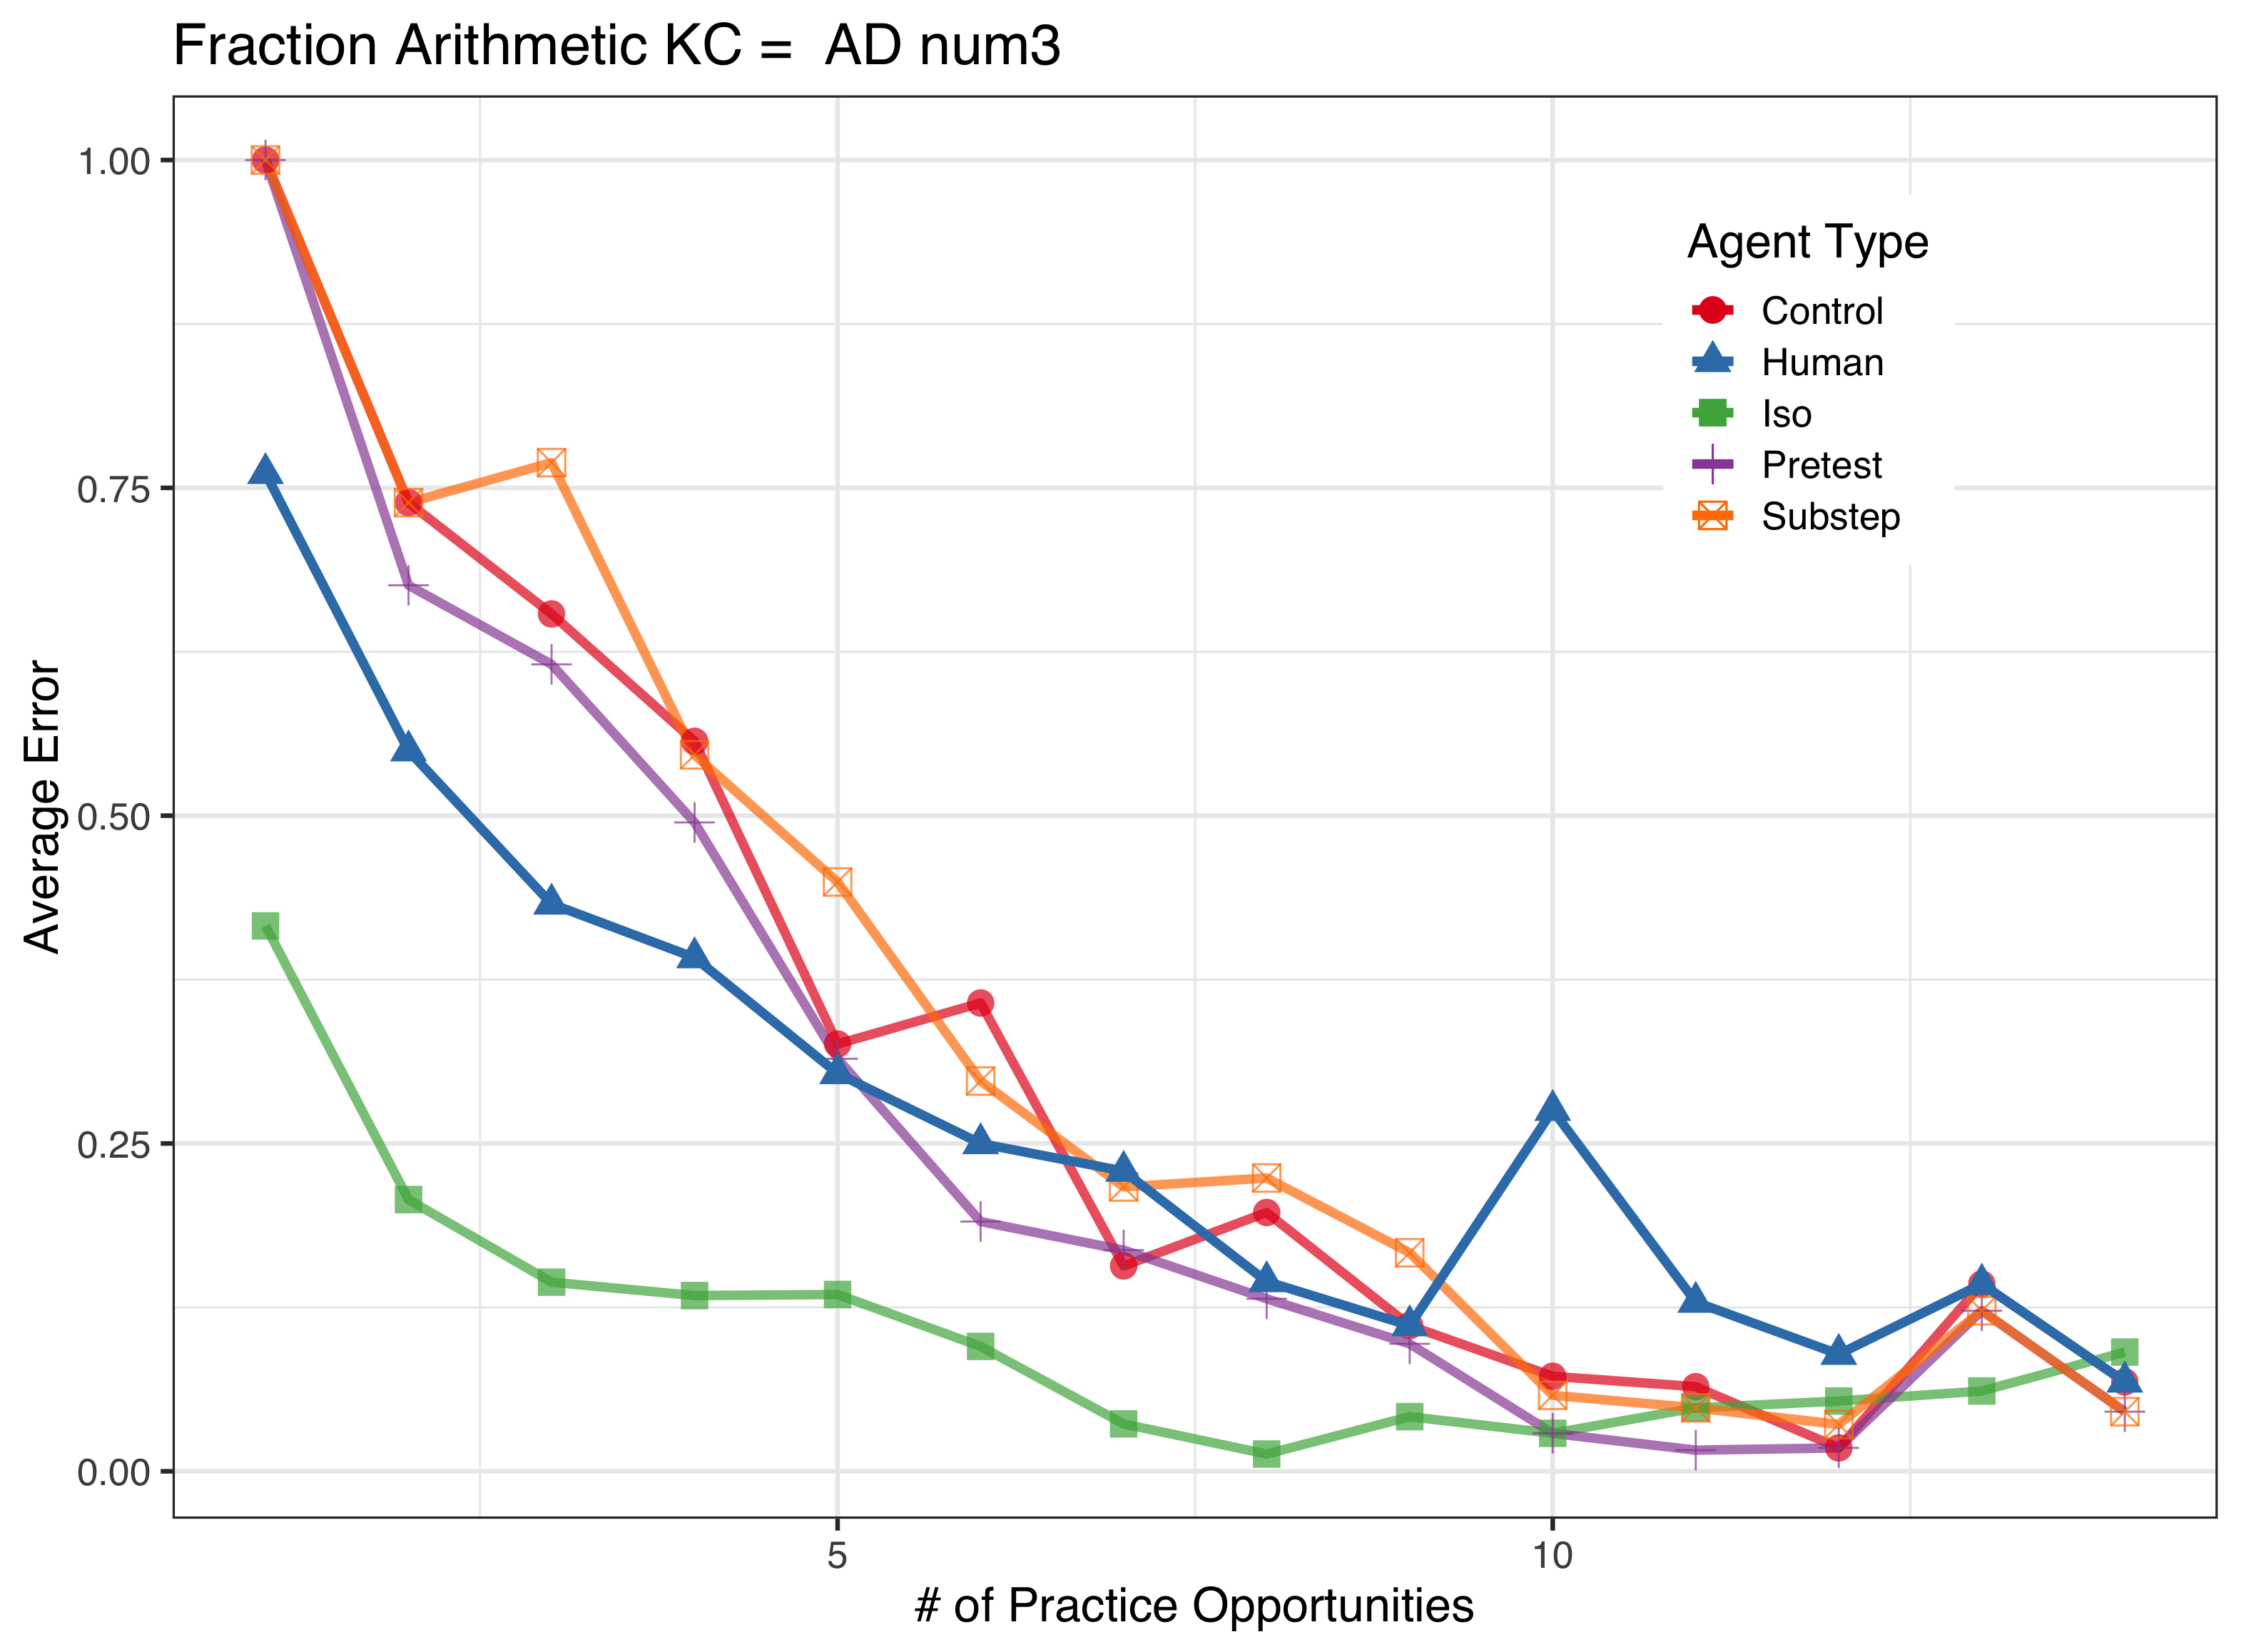 Fraction Arithmetic KC = AD num3
Average Error
1.00
0.75
0.50
0.25
0.00
Agent Type
Control
Human
Iso
Pretest
Substep
5
10
# of Practice Opportunities